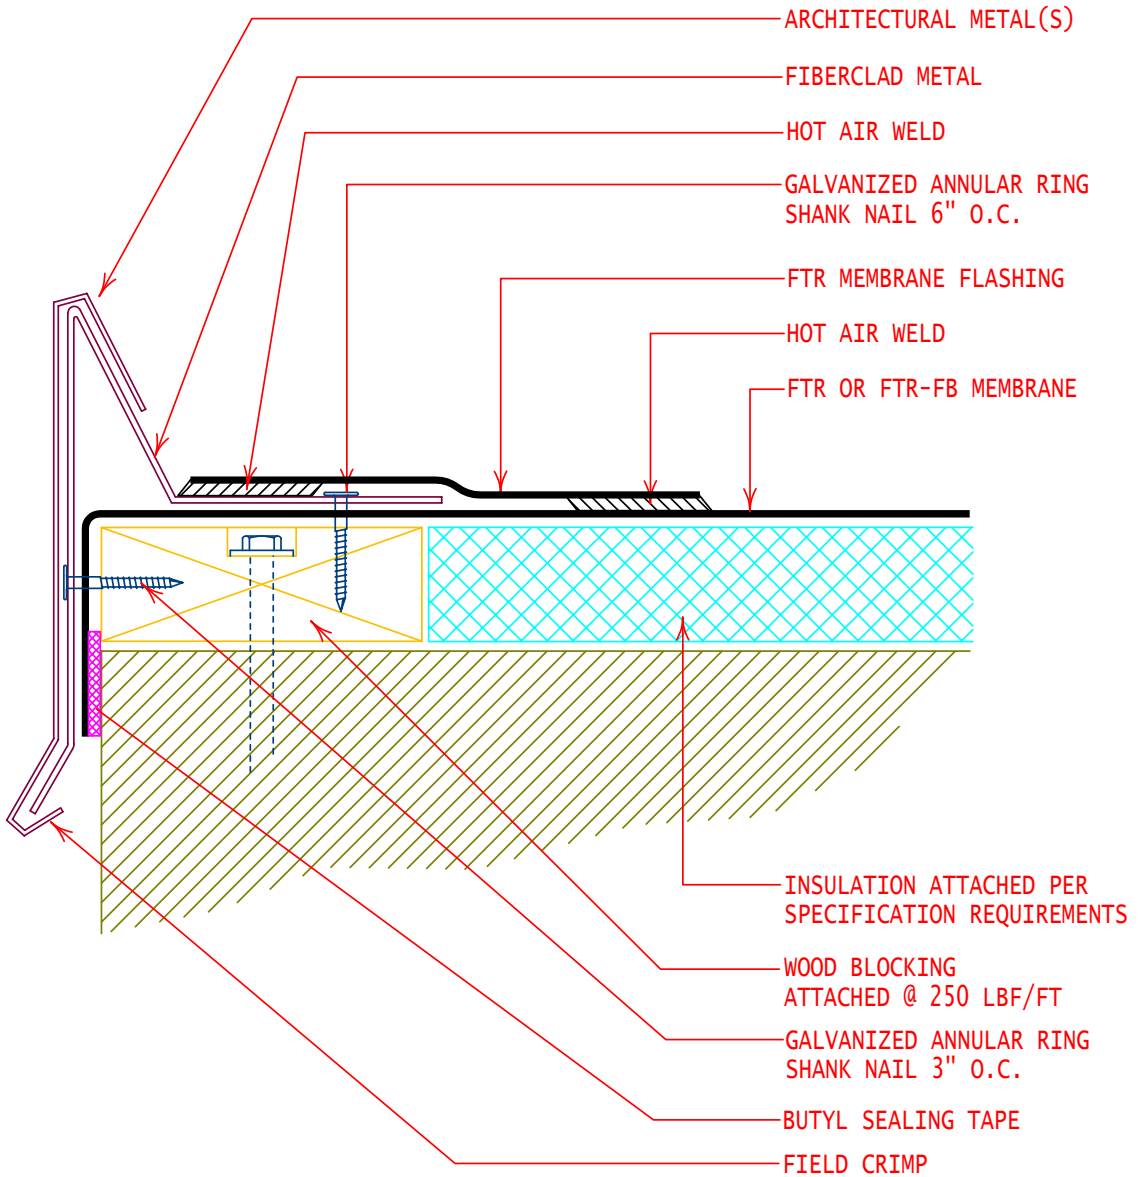 ARCHITECTURAL METAL(S)
FIBERCLAD METAL
HOT AIR WELD
GALVANIZED ANNULAR RING
SHANK NAIL 6" O.C.
FTR MEMBRANE FLASHING
HOT AIR WELD
FTR OR FTR-FB MEMBRANE
INSULATION ATTACHED PER
SPECIFICATION REQUIREMENTS
WOOD BLOCKING
ATTACHED @ 250 LBF/FT
GALVANIZED ANNULAR RING
SHANK NAIL 3" O.C.
BUTYL SEALING TAPE
FIELD CRIMP